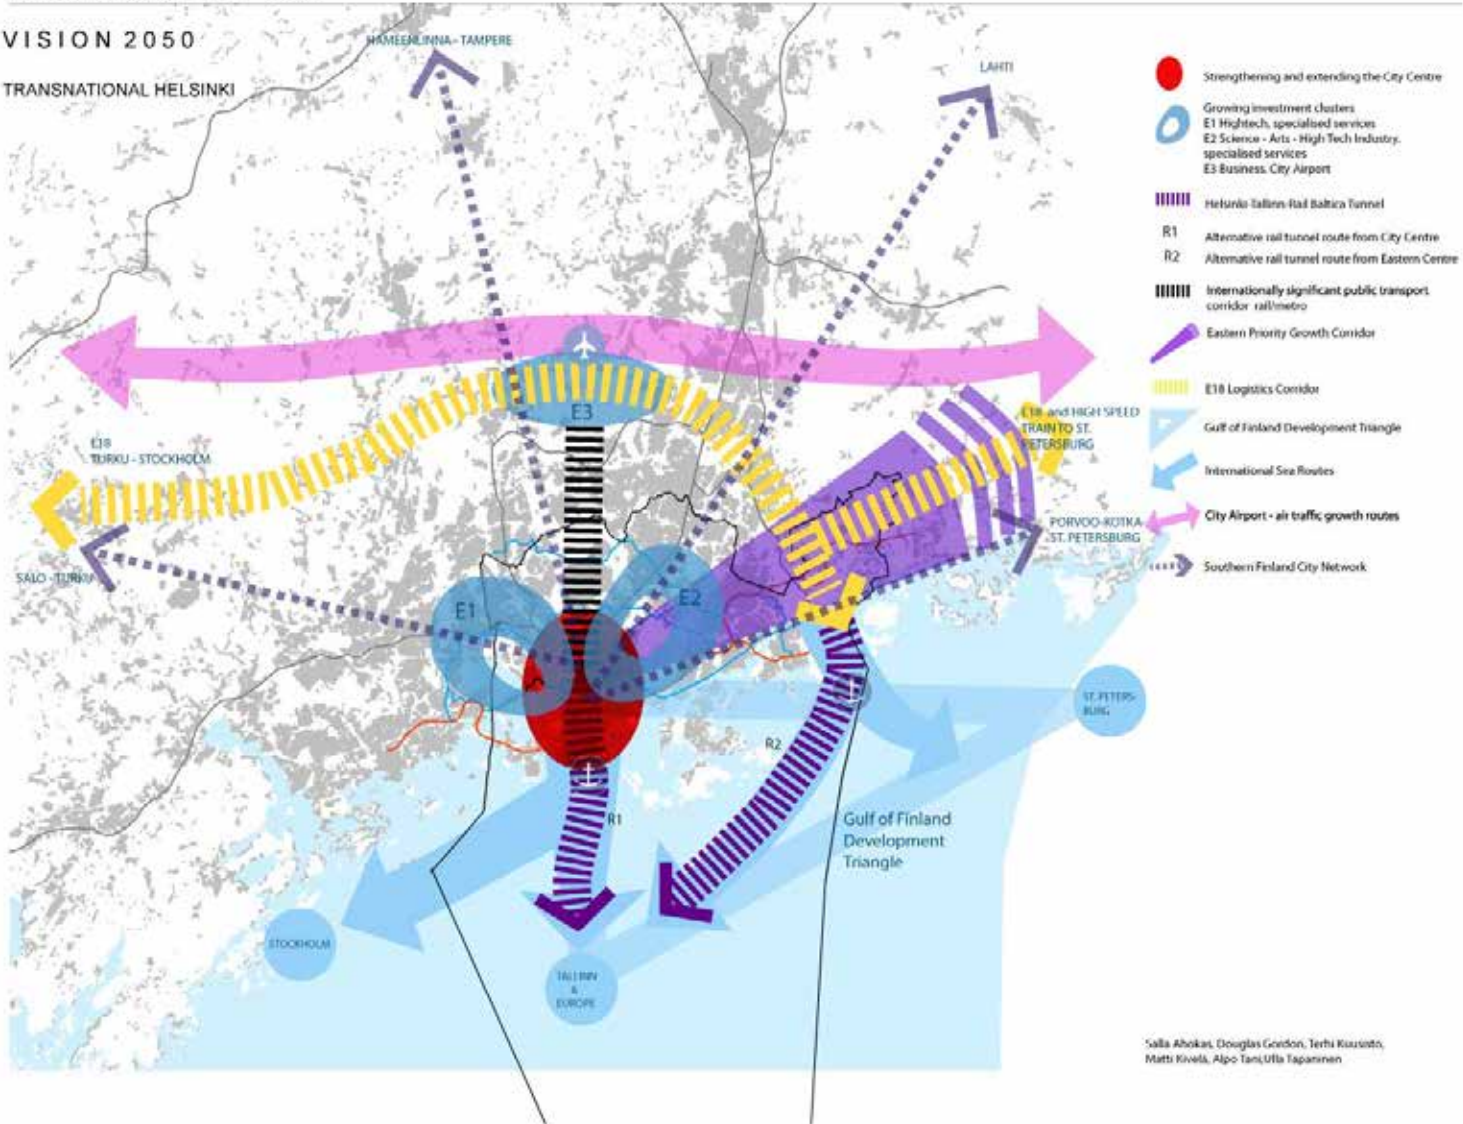 VISION 2050
TRANSNATIONAL HELSINKI
HÄMEENLINNA - TAMPERE
LAHTI
Strengthening and extending the City Centre
Growing investment clusters
E1 Hightech, specialised services
E2 Science - Arts - High Tech Industry.
specialised services
E3 Business. City Airport
Helsinki-Tallinn-Rail Baltica Tunnel
R1 Alternative rail tunnel route from City Centre
R2 Alternative rail tunnel route from Eastern Centre
Internationally significant public transport
corridor rail/metro
Eastern Priority Growth Corridor
E18 Logistics Corridor
Gulf of Finland Development Triangle
International Sea Routes
City Airport - air traffic growth routes
Southern Finland City Network
E3
E18
TURKU - STOCKHOLM
E18 and HIGH SPEED
TRAIN TO ST.
PETERSBURG
PORVOO-KOTKA
ST. PETERSBURG
SALO - TURKU
E1
E2
ST. PETERS-
BURG
R2
R1
Gulf of Finland
Development
Triangle
STOCKHOLM
TALLINN
&
EUROPE
Salla Ahokas, Douglas Gordon, Terhi Kuusisto,
Matti Kivelä, Alpo Tani,Ulla Tapaninen